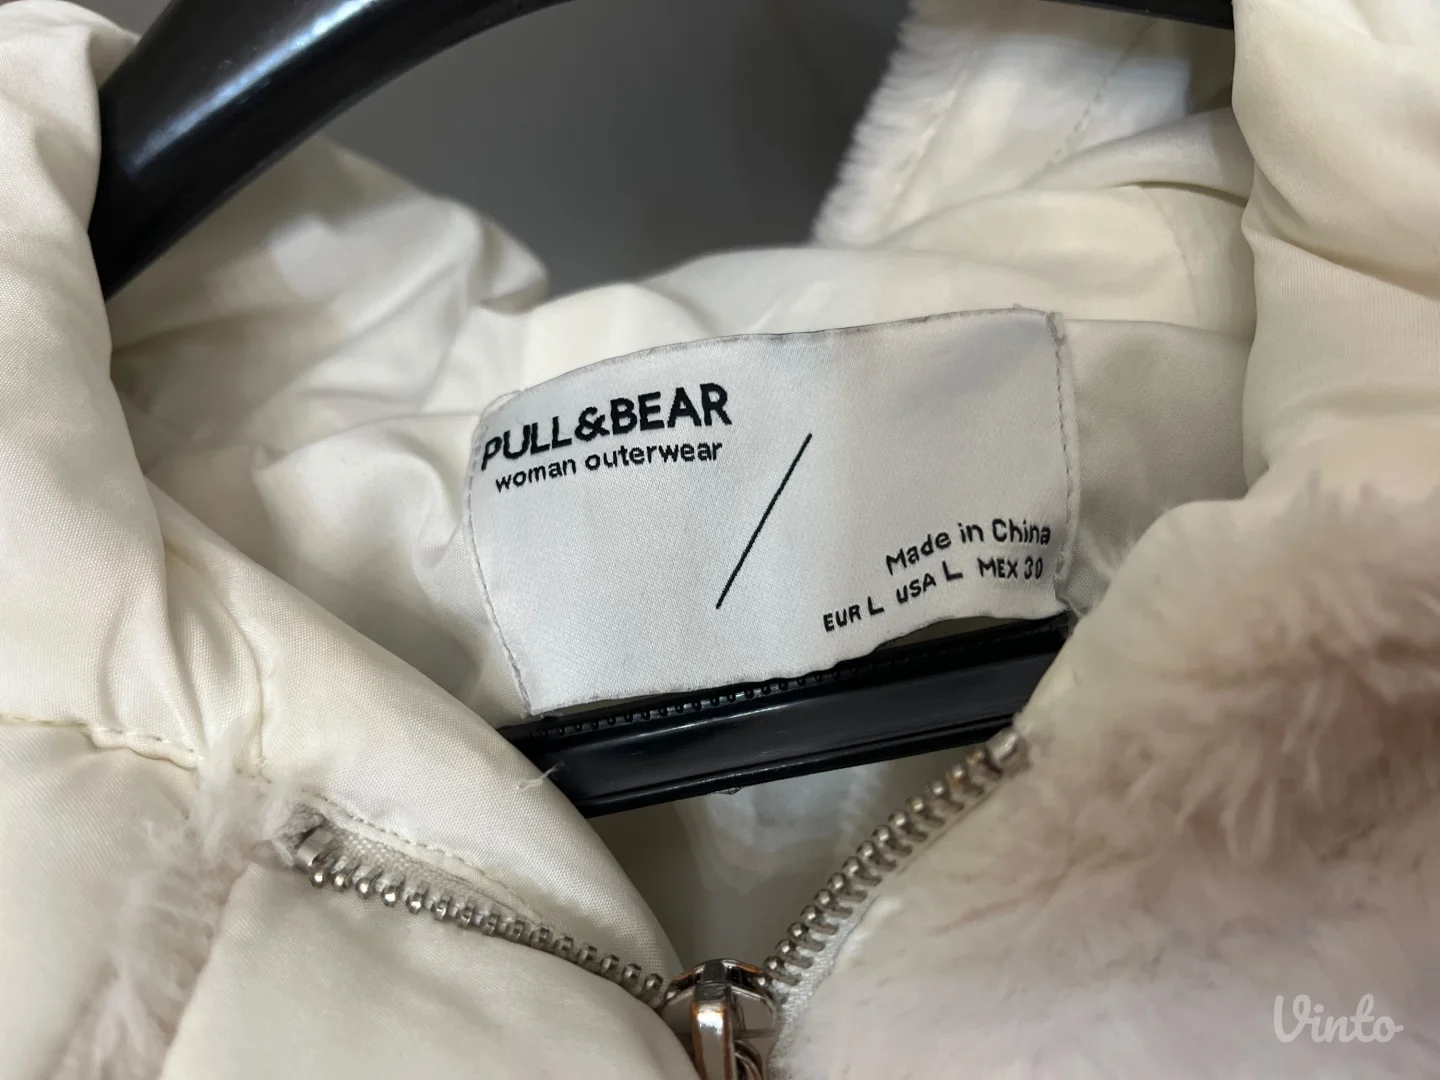 PULL&BEAR
woman outerwear
Made in China
EUR L USA L MEX 30
Vinto